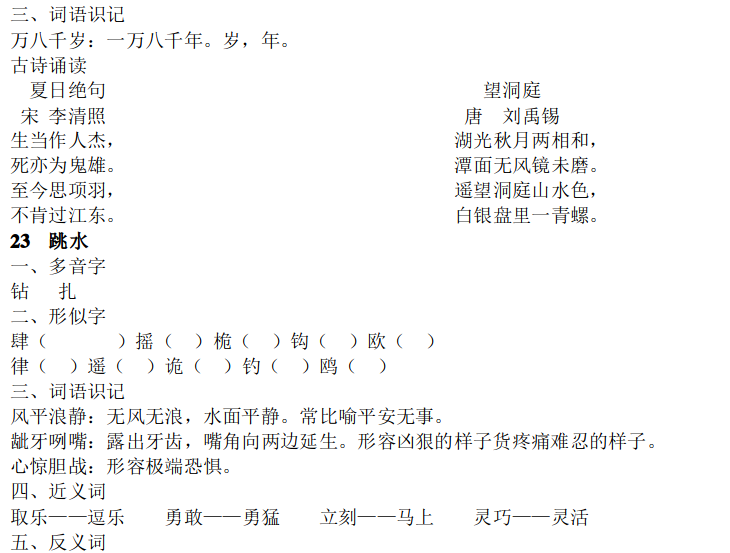 三、词语识记
万八千岁：一万八千年。岁，年。
古诗诵读
夏日绝句 望洞庭
宋 李清照 唐 刘禹锡
生当作人杰， 湖光秋月两相和，
死亦为鬼雄。 潭面无风镜未磨。
至今思项羽， 遥望洞庭山水色，
不肯过江东。 白银盘里一青螺。
23 跳水
一、多音字
钻 扎
二、形似字
肆（ ）摇（ ）桅（ ）钩（ ）欧（ ）
律（ ）遥（ ）诡（ ）钓（ ）鸥（ ）
三、词语识记
风平浪静：无风无浪，水面平静。常比喻平安无事。
龇牙咧嘴：露出牙齿，嘴角向两边延生。形容凶狠的样子货疼痛难忍的样子。
心惊胆战：形容极端恐惧。
四、近义词
取乐——逗乐 勇敢——勇猛 立刻——马上 灵巧——灵活
五、反义词